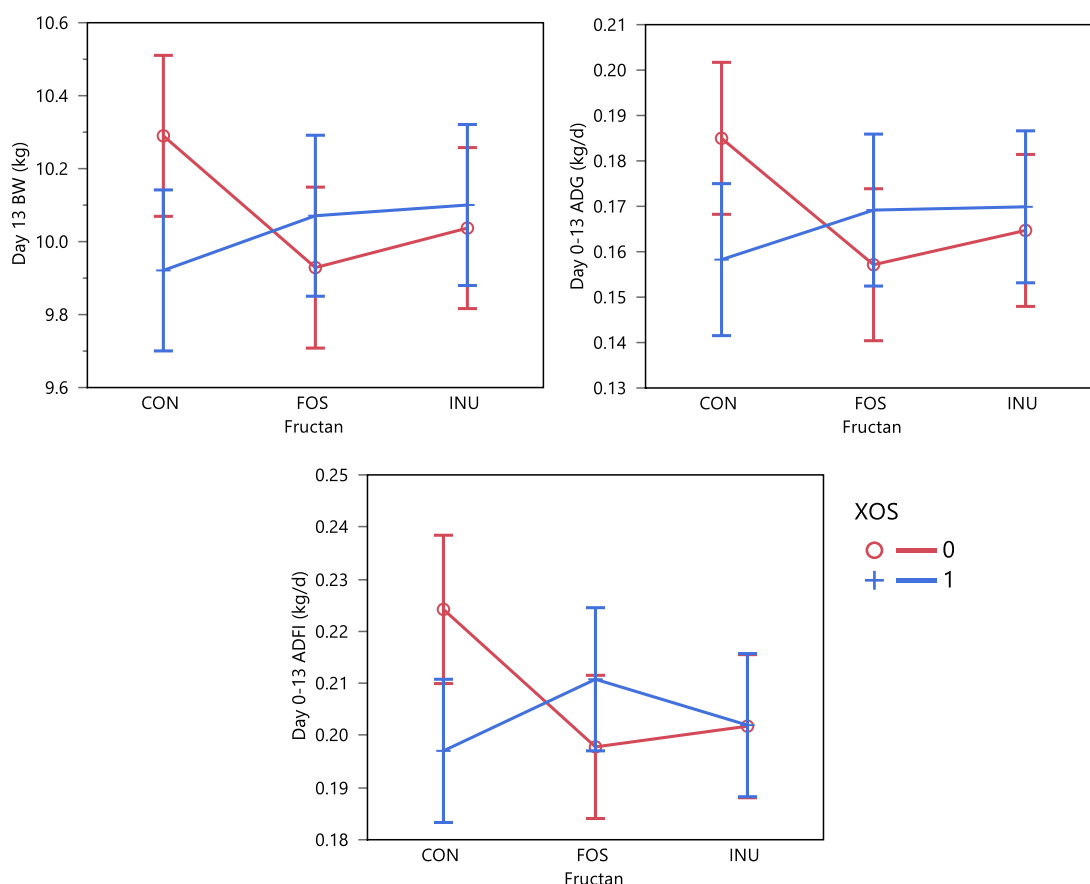 Day 13 BW (kg)
10.6
10.4
10.2
10.0
9.8
9.6
CON FOS INU
Fructan
Day 0-13 ADG (kg/d)
0.21
0.20
0.19
0.18
0.17
0.16
0.15
0.14
0.13
CON FOS INU
Fructan
Day 0-13 ADFI (kg/d)
0.25
0.24
0.23
0.22
0.21
0.20
0.19
0.18
CON FOS INU
Fructan
XOS
0
1